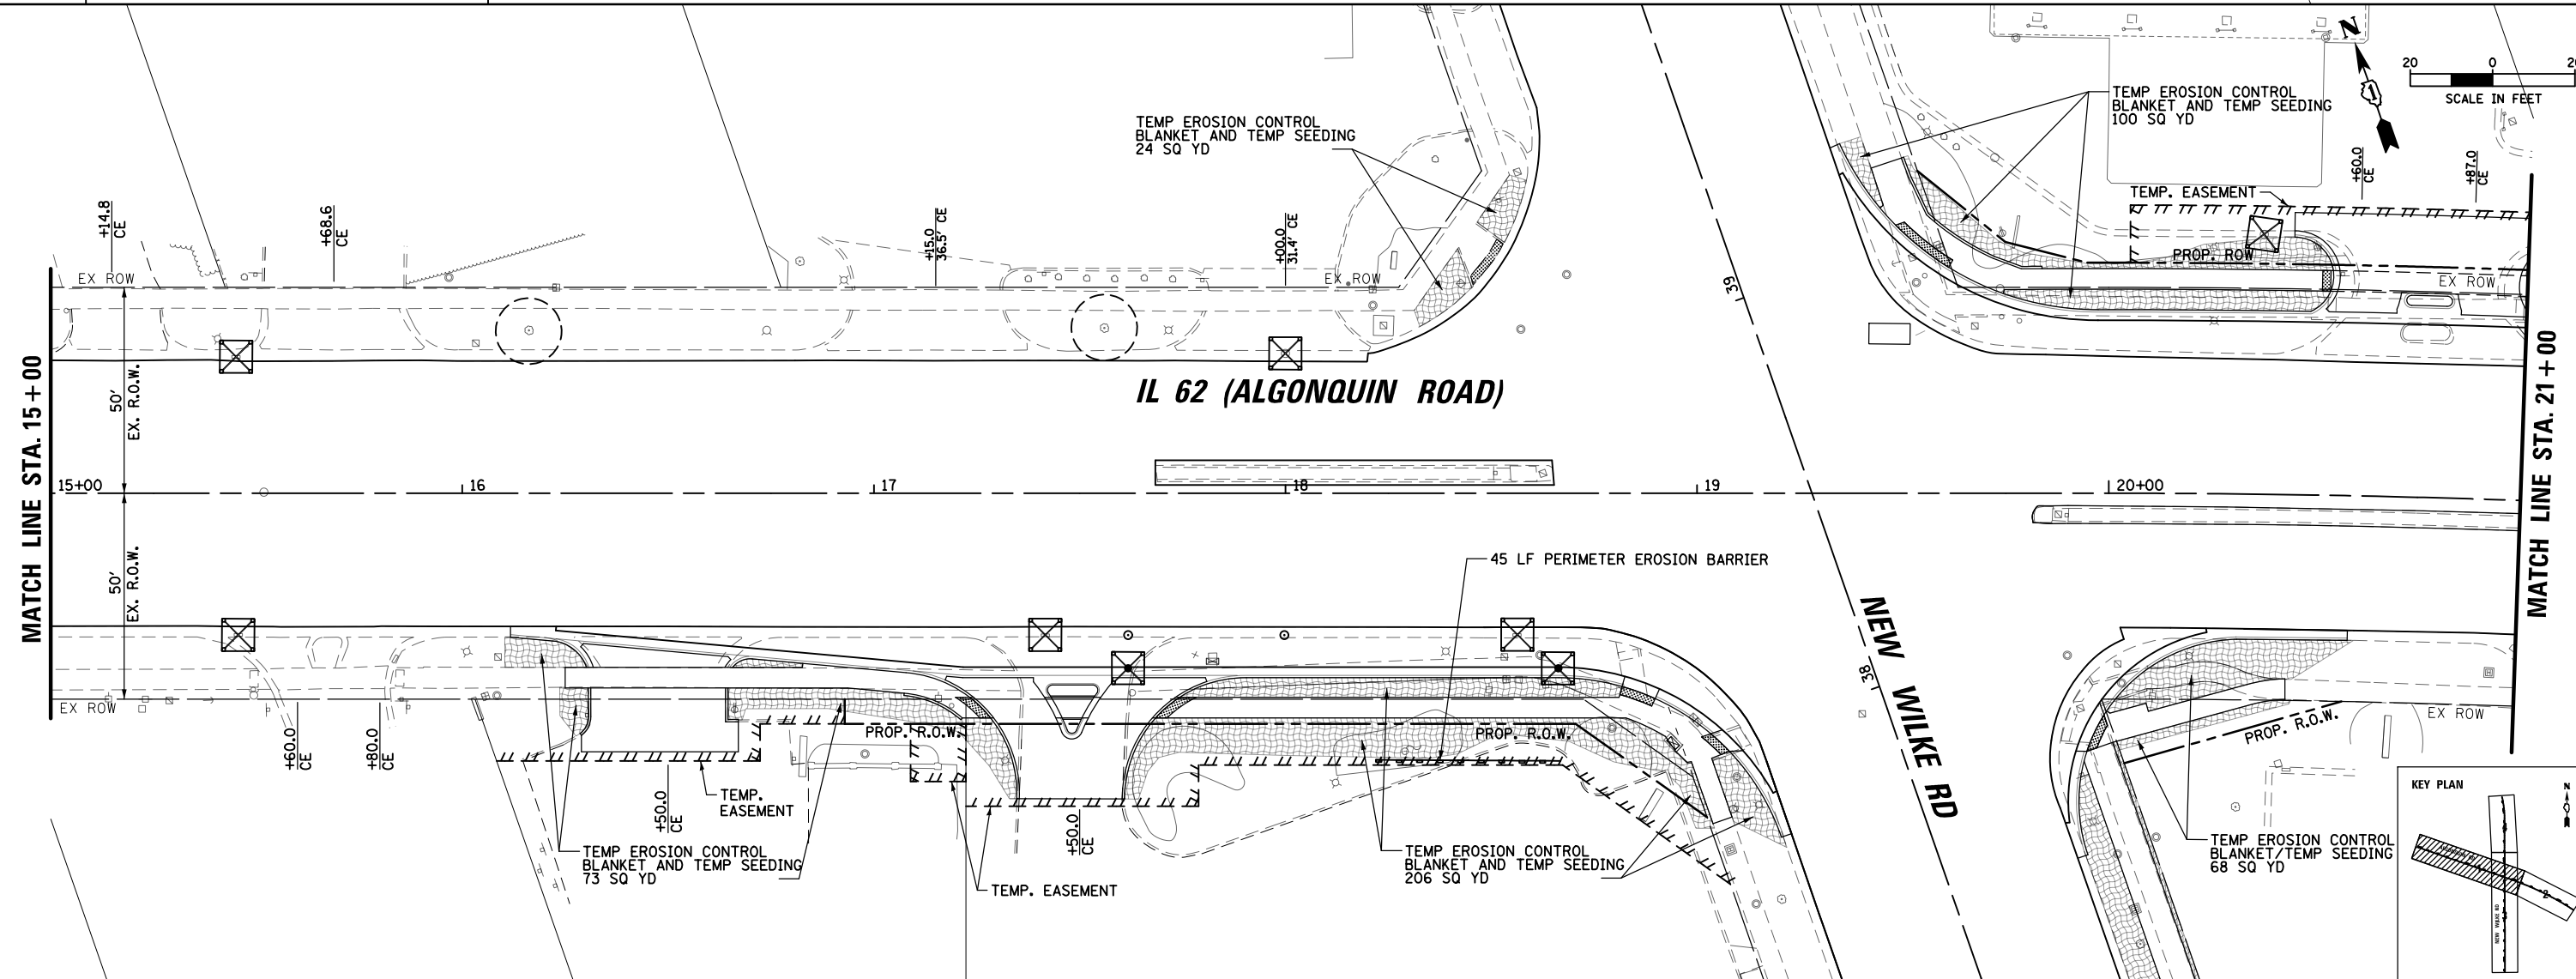 TEMP EROSION CONTROL
BLANKET AND TEMP SEEDING
24 SQ YD
TEMP EROSION CONTROL
BLANKET AND TEMP SEEDING
100 SQ YD
N
1
20 0 2
SCALE IN FEET
+14.8
CE
+68.6
CE
+15.0
36.5' CE
+00.0
31.4' CE
+60.0
CE
+87.0
CE
TEMP. EASEMENT
EX ROW
EX ROW
PROP. ROW
EX ROW
39
MATCH LINE STA. 15+00
50'
EX. R.O.W.
IL 62 (ALGONQUIN ROAD)
MATCH LINE STA. 21+00
15+00
16
17
18
19
20+00
50'
EX. R.O.W.
45 LF PERIMETER EROSION BARRIER
NEW WILKE RD
38
EX ROW
+60.0
CE
+80.0
CE
PROP. R.O.W.
PROP. R.O.W.
PROP. R.O.W.
EX ROW
+50.0
CE
TEMP.
EASEMENT
+50.0
CE
TEMP EROSION CONTROL
BLANKET AND TEMP SEEDING
73 SQ YD
TEMP. EASEMENT
TEMP EROSION CONTROL
BLANKET AND TEMP SEEDING
206 SQ YD
TEMP EROSION CONTROL
BLANKET/TEMP SEEDING
68 SQ YD
KEY PLAN
N
2
NEW WILKE RD